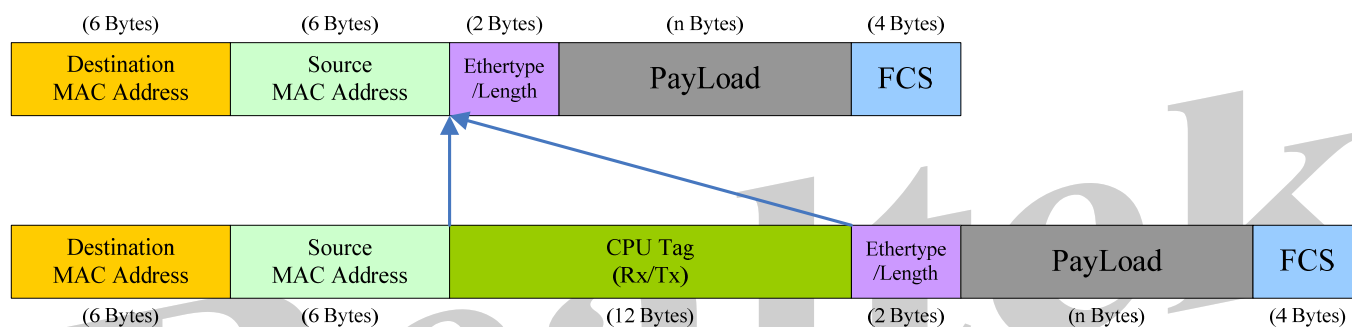 (6 Bytes) (6 Bytes) (2 Bytes) (n Bytes) (4 Bytes)
Destination MAC Address
Source MAC Address
Ethertype /Length
PayLoad
FCS
Destination MAC Address
Source MAC Address
CPU Tag (Rx/Tx)
Ethertype /Length
PayLoad
FCS
(6 Bytes) (6 Bytes) (12 Bytes) (2 Bytes) (n Bytes) (4 Bytes)
Realtek